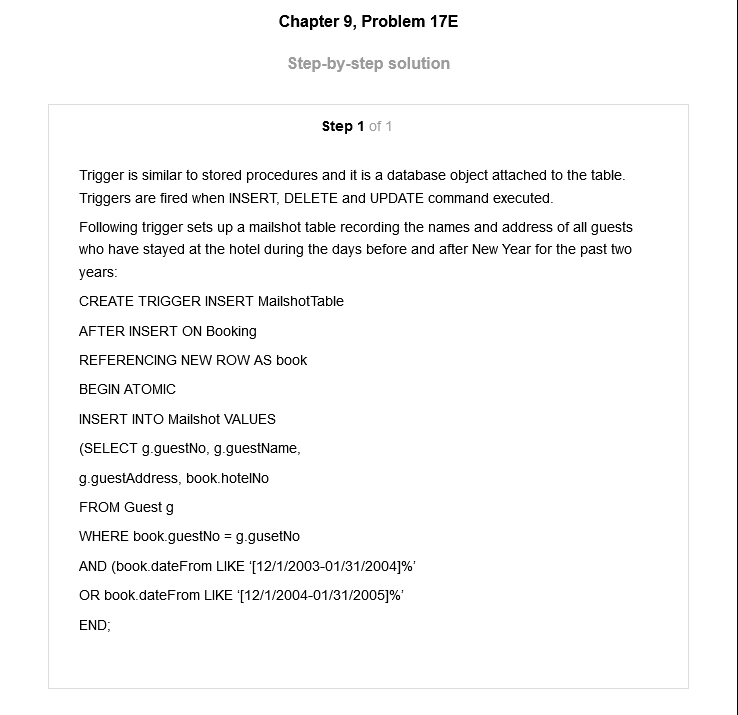 Chapter 9, Problem 17E
Step-by-step solution
Step 1 of 1
Trigger is similar to stored procedures and it is a database object attached to the table.
Triggers are fired when INSERT, DELETE and UPDATE command executed.
Following trigger sets up a mailshot table recording the names and address of all guests
who have stayed at the hotel during the days before and after New Year for the past two
years:
CREATE TRIGGER INSERT MailshotTable
AFTER INSERT ON Booking
REFERENCING NEW ROW AS book
BEGIN ATOMIC
INSERT INTO Mailshot VALUES
(SELECT g.guestNo, g.guestName,
g.guestAddress, book.hotelNo
FROM Guest g
WHERE book.guestNo = g.gusetNo
AND (book.dateFrom LIKE ‘[12/1/2003-01/31/2004]%’
OR book.dateFrom LIKE ‘[12/1/2004-01/31/2005]%’
END;